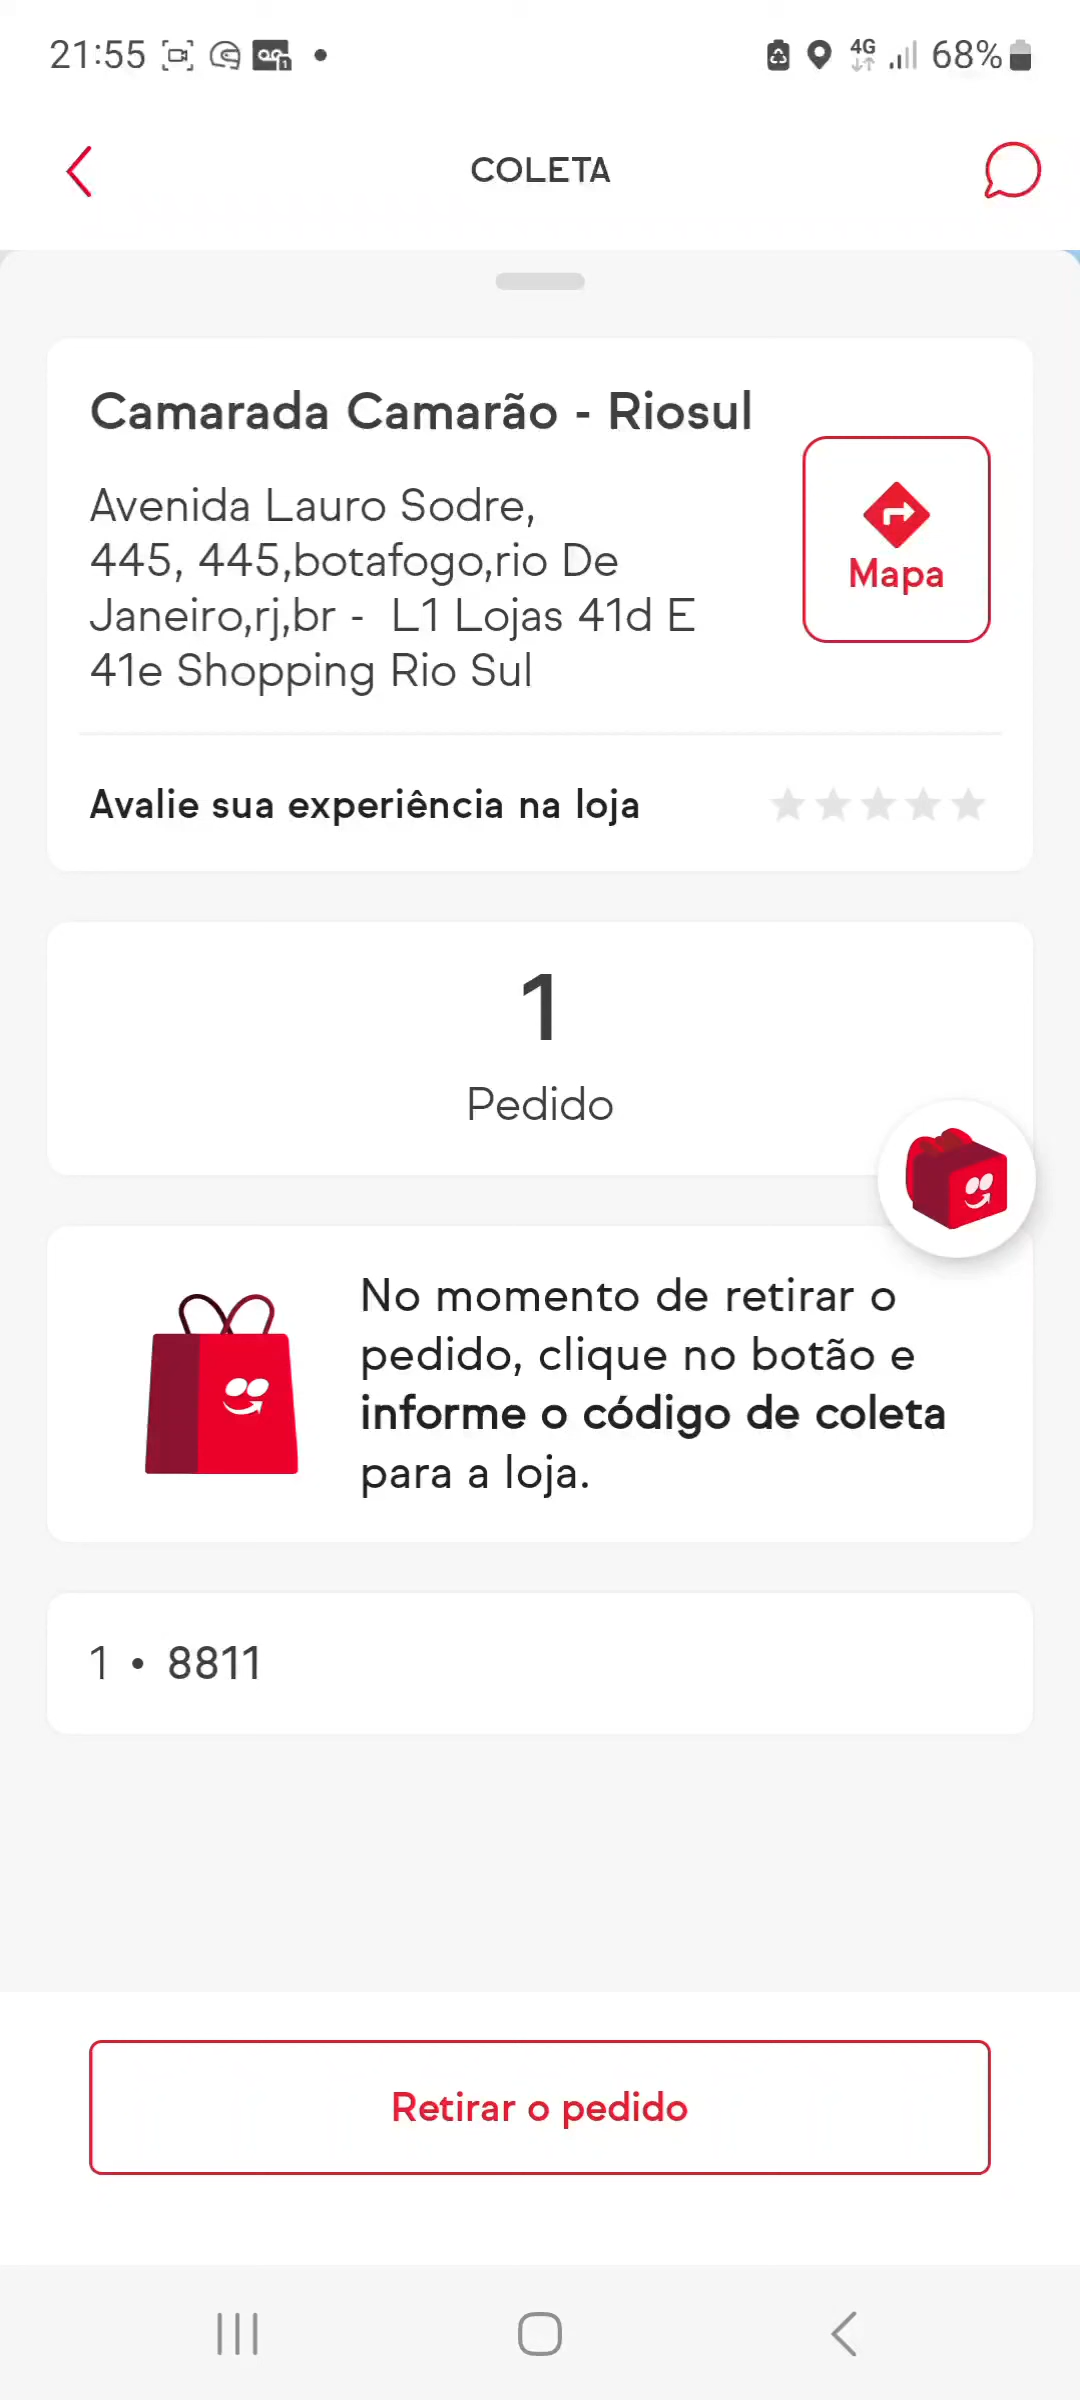 21:55
4G
68%
COLETA
Camarada Camarão - Riosul
Avenida Lauro Sodre,
445, 445,botafogo,rio De
Janeiro,rj,br -  L1 Lojas 41d E
41e Shopping Rio Sul
Mapa
Avalie sua experiência na loja
1
Pedido
No momento de retirar o
pedido, clique no botão e
informe o código de coleta
para a loja.
1 • 8811
Retirar o pedido